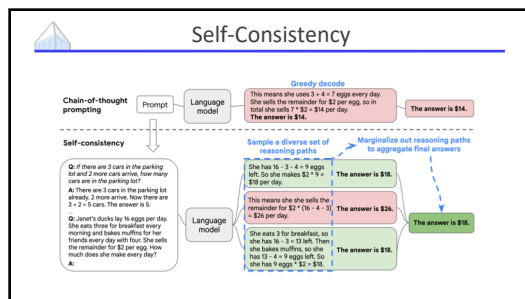 Self-Consistency
Greedy decode
Chain-of-thought
prompting
Prompt
Language
model
This means she uses 3 + 4 = 7 eggs every day.
She sells the remainder for $2 per egg, so in
total she sells 7 * $2 = $14 per day.
The answer is $14.
The answer is $14.
Self-consistency
Sample a diverse set of
reasoning paths
Marginalize out reasoning paths
to aggregate final answers
Q: If there are 3 cars in the parking
lot and 2 more cars arrive, how many
cars are in the parking lot?
A: There are 3 cars in the parking lot
already. 2 more arrive. Now there are
3 + 2 = 5 cars. The answer is 5.
...
Q: Janet's ducks lay 16 eggs per day.
She eats three for breakfast every
morning and bakes muffins for her
friends every day with four. She sells
the remainder for $2 per egg. How
much does she make every day?
A:
Language
model
She has 16 - 3 - 4 = 9 eggs
left. So she makes $2 * 9 =
$18 per day.
The answer is $18.
This means she she sells the
remainder for $2 * (16 - 4 - 3)
= $26 per day.
The answer is $26.
She eats 3 for breakfast, so
she has 16 - 3 = 13 left. Then
she bakes muffins, so she
has 13 - 4 = 9 eggs left. So
she has 9 eggs * $2 = $18.
The answer is $18.
The answer is $18.